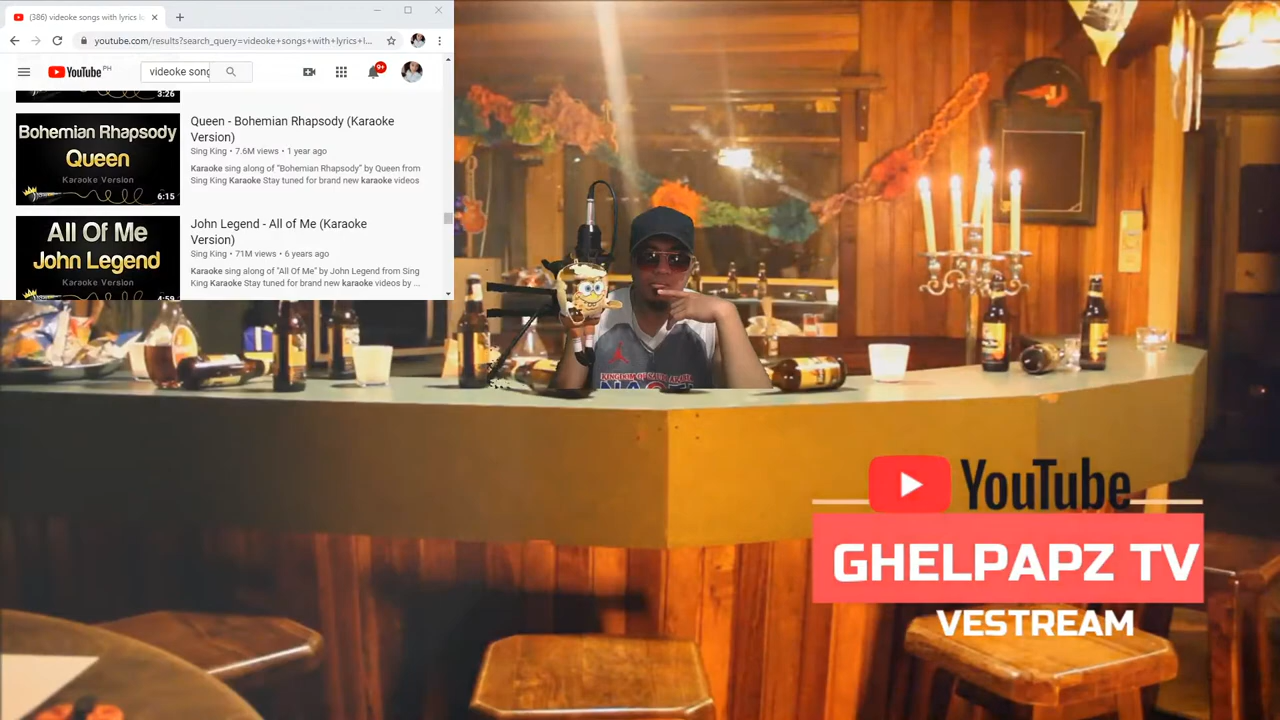 (386) videoke songs with lyrics lo
youtube.com/results?search_query=videoke+songs+with+lyrics+l...
YouTube PH
videoke song
9+
3:26
Bohemian Rhapsody
Queen
Karaoke Version
6:15
Queen - Bohemian Rhapsody (Karaoke
Version)
Sing King • 7.6M views • 1 year ago
Karaoke sing along of "Bohemian Rhapsody" by Queen from
Sing King Karaoke Stay tuned for brand new karaoke videos
All Of Me
John Legend
Karaoke Version
4:59
John Legend - All of Me (Karaoke
Version)
Sing King • 71M views • 6 years ago
Karaoke sing along of "All Of Me" by John Legend from Sing
King Karaoke Stay tuned for brand new karaoke videos by ...
KINGDOM OF SAUDI ARABIA
YouTube
GHELPAPZ TV
VESTREAM